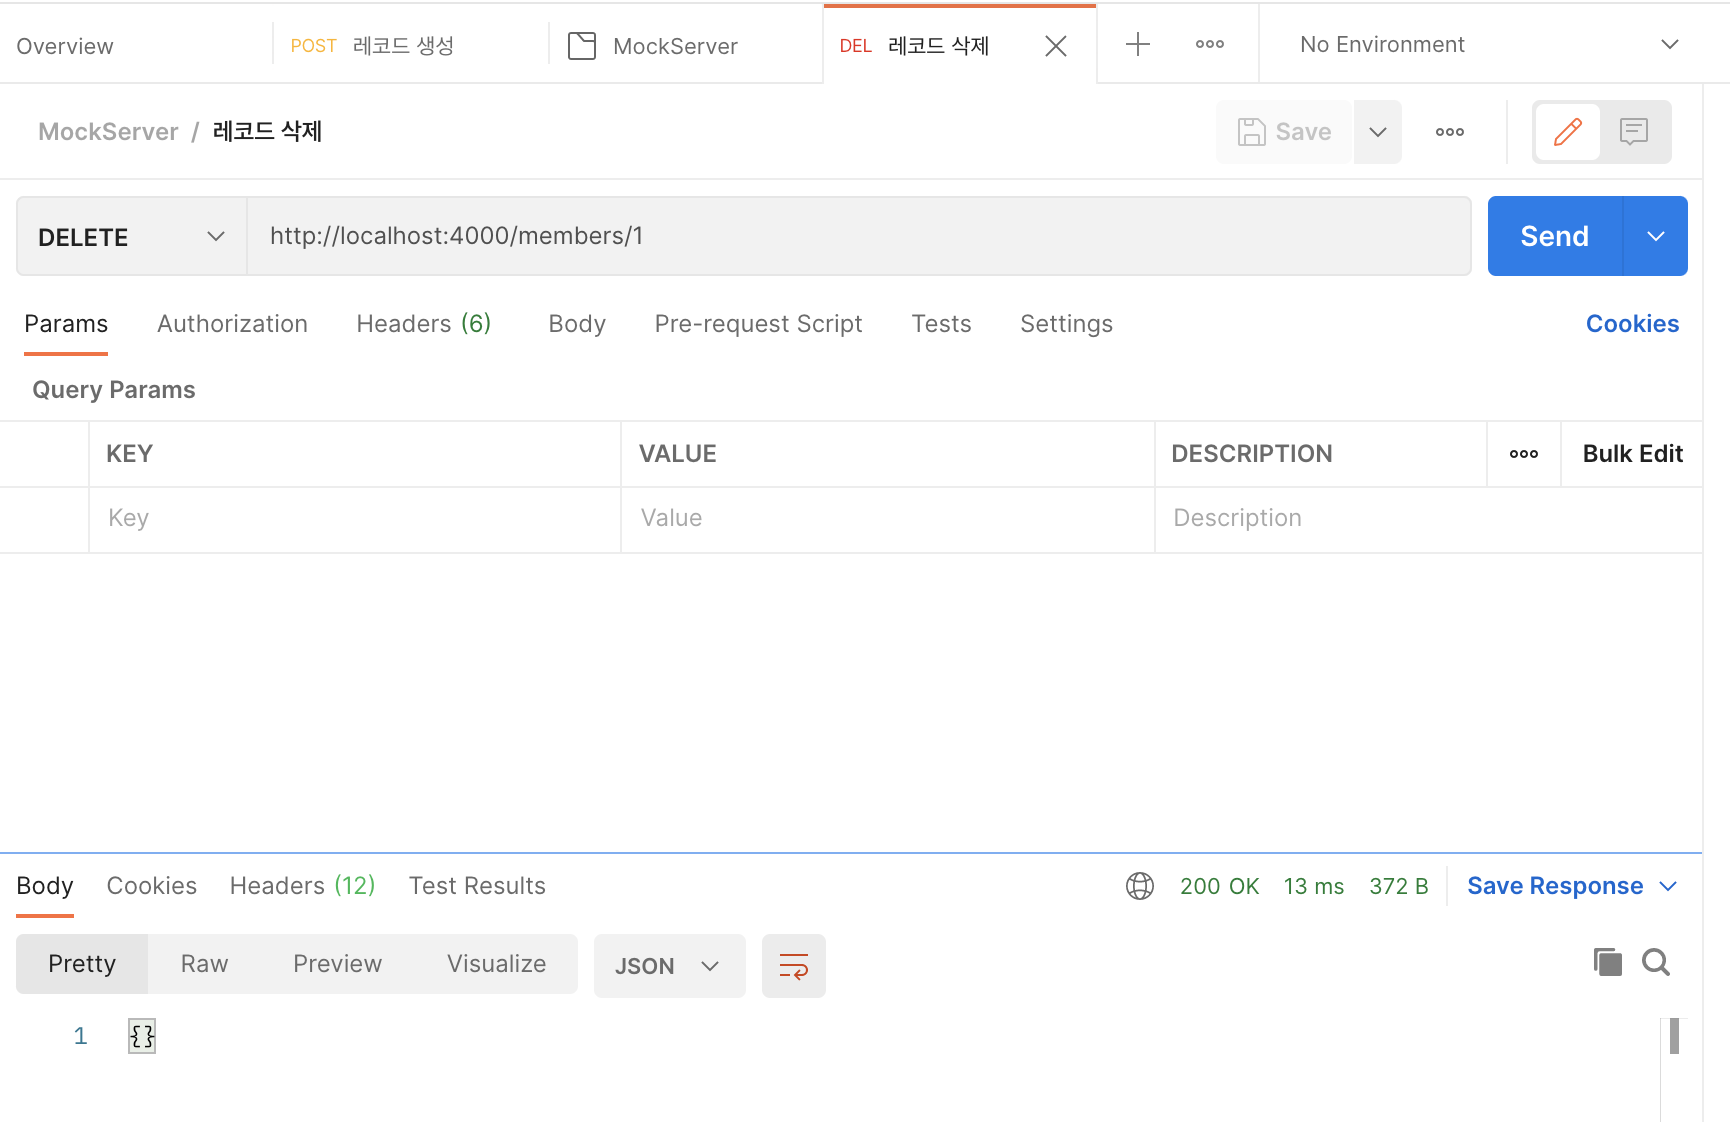 Overview POST 레코드 생성 MockServer DEL 레코드 삭제 No Environment
MockServer / 레코드 삭제 Save
DELETE http://localhost:4000/members/1 Send
Params Authorization Headers (6) Body Pre-request Script Tests Settings Cookies
Query Params
KEY VALUE DESCRIPTION Bulk Edit
Key Value Description
Body Cookies Headers (12) Test Results 200 OK 13 ms 372 B Save Response
Pretty Raw Preview Visualize JSON
1 {}